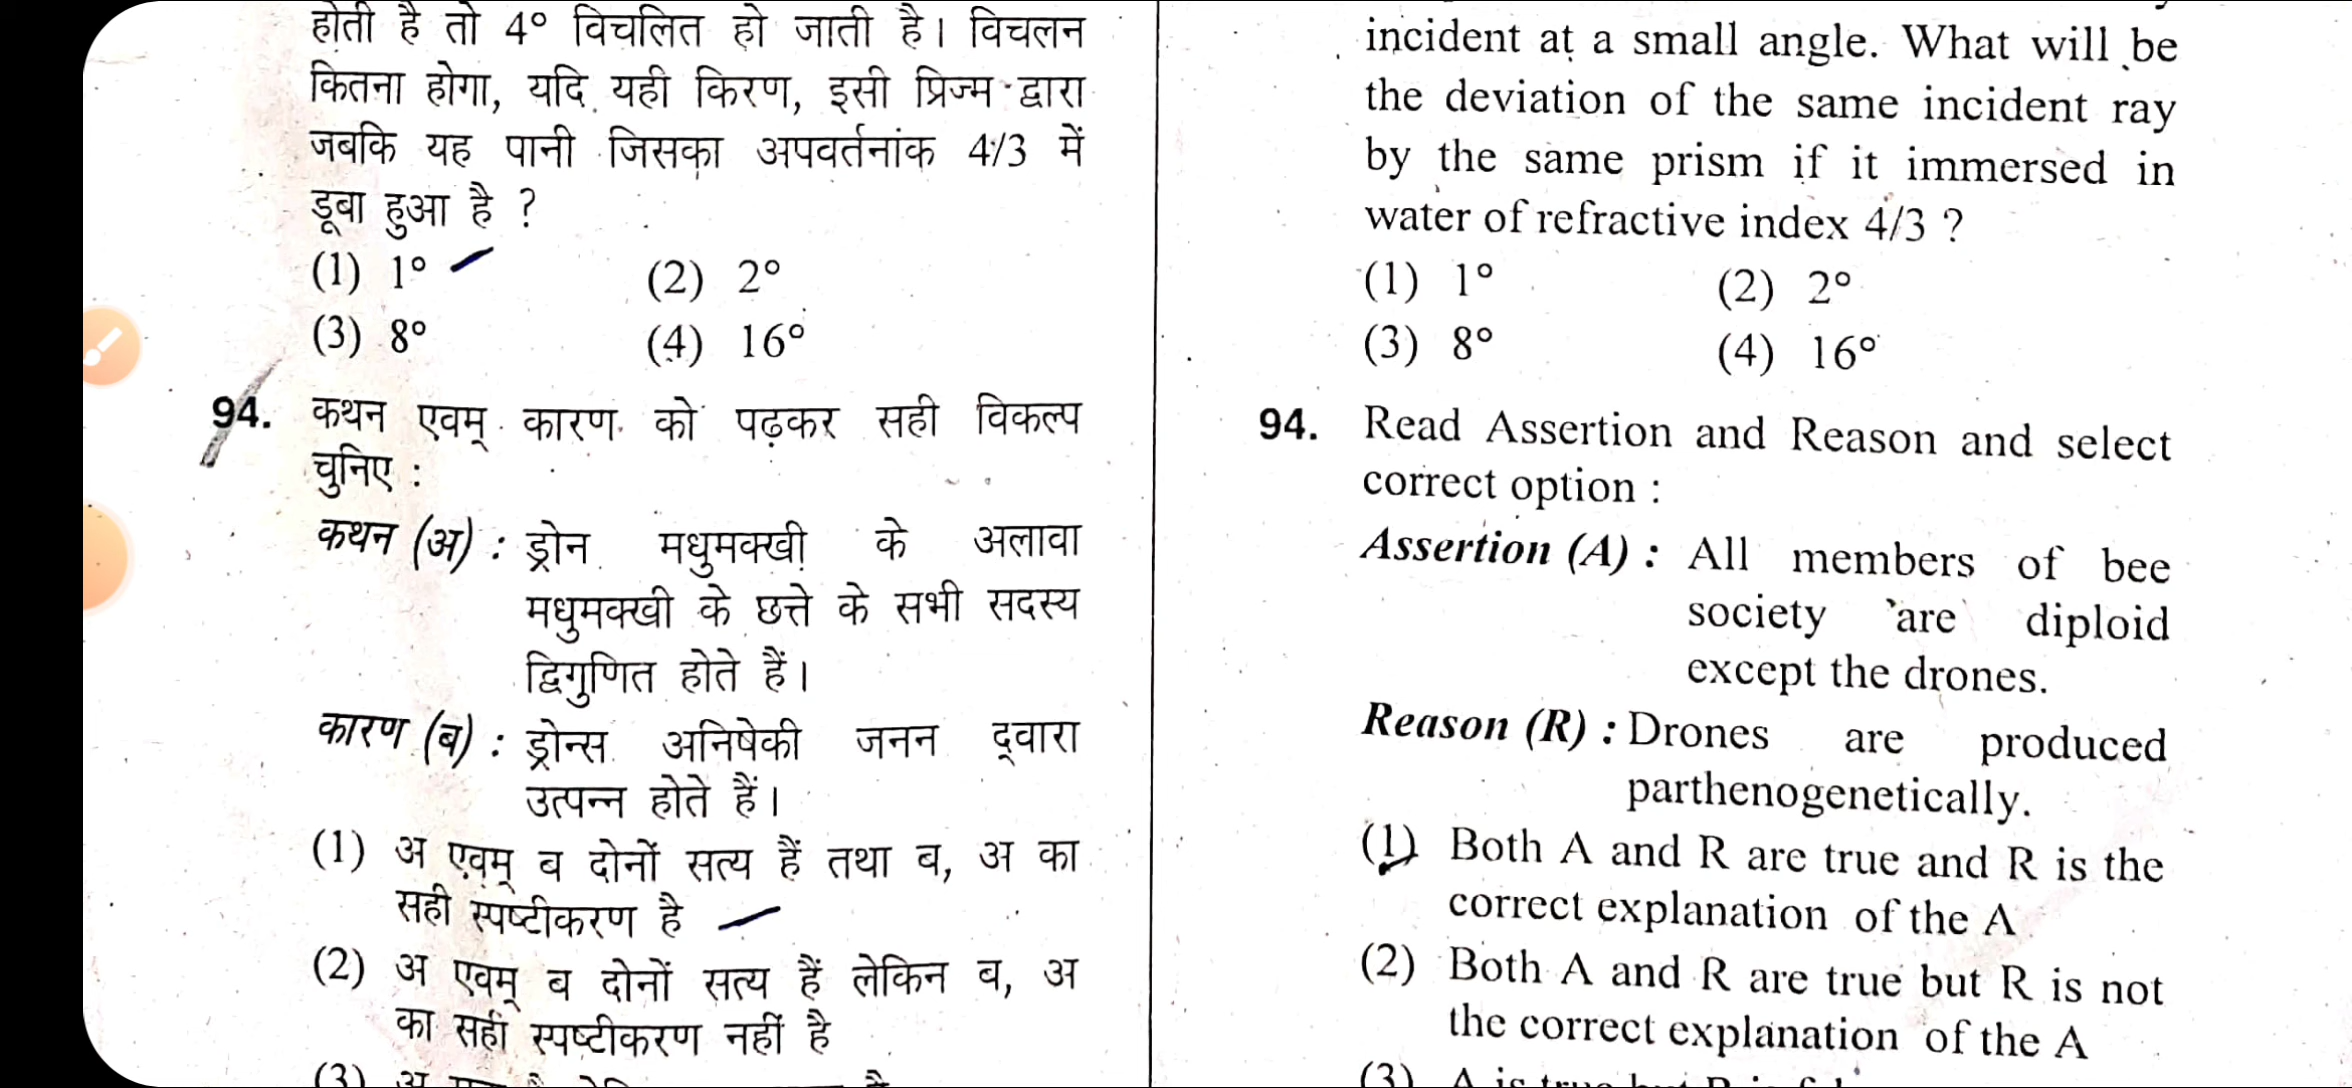 होती है तो 4° विचलित हो जाती है। विचलन
कितना होगा, यदि यही किरण, इसी प्रिज्म द्वारा
जबकि यह पानी जिसका अपवर्तनांक 4/3 में
डूबा हुआ है ?
(1) 1° (2) 2°
(3) 8° (4) 16°
94. कथन एवम् कारण को पढ़कर सही विकल्प
चुनिए :
कथन (अ) : ड्रोन मधुमक्खी के अलावा
मधुमक्खी के छत्ते के सभी सदस्य
द्विगुणित होते हैं।
कारण (ब) : ड्रोन्स अनिषेकी जनन द्वारा
उत्पन्न होते हैं।
(1) अ एवम् ब दोनों सत्य हैं तथा ब, अ का
सही स्पष्टीकरण है
(2) अ एवम् ब दोनों सत्य हैं लेकिन ब, अ
का सही स्पष्टीकरण नहीं है
(3)
incident at a small angle. What will be
the deviation of the same incident ray
by the same prism if it immersed in
water of refractive index 4/3 ?
(1) 1° (2) 2°
(3) 8° (4) 16°
94. Read Assertion and Reason and select
correct option :
Assertion (A) : All members of bee
society are diploid
except the drones.
Reason (R) : Drones are produced
parthenogenetically.
(1) Both A and R are true and R is the
correct explanation of the A
(2) Both A and R are true but R is not
the correct explanation of the A
(3) A is true but R is